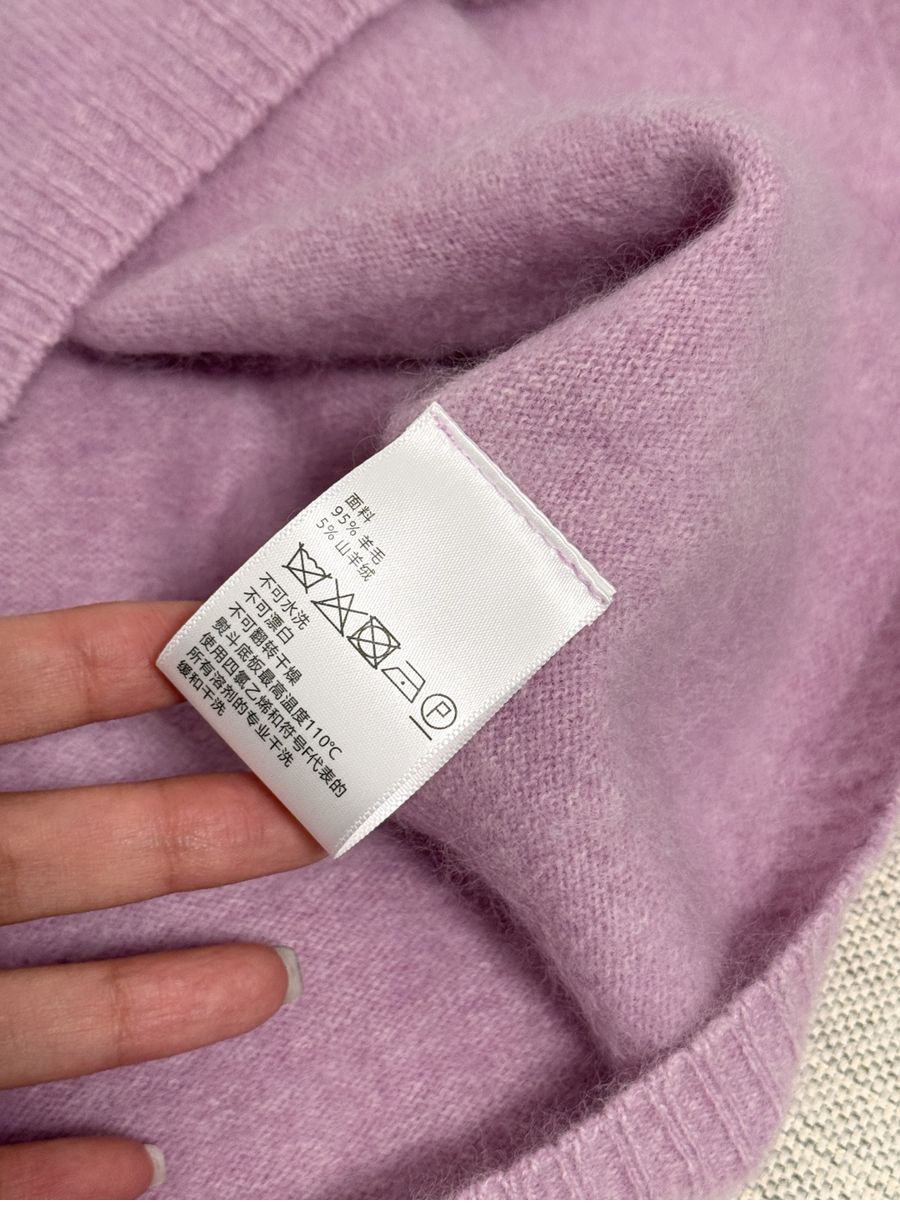 面料
95% 羊毛
5% 山羊绒
P
不可水洗
不可漂白
不可翻转干燥
熨斗底板最高温度110℃
使用四氯乙烯和符号F代表的
所有溶剂的专业干洗
缓和干洗